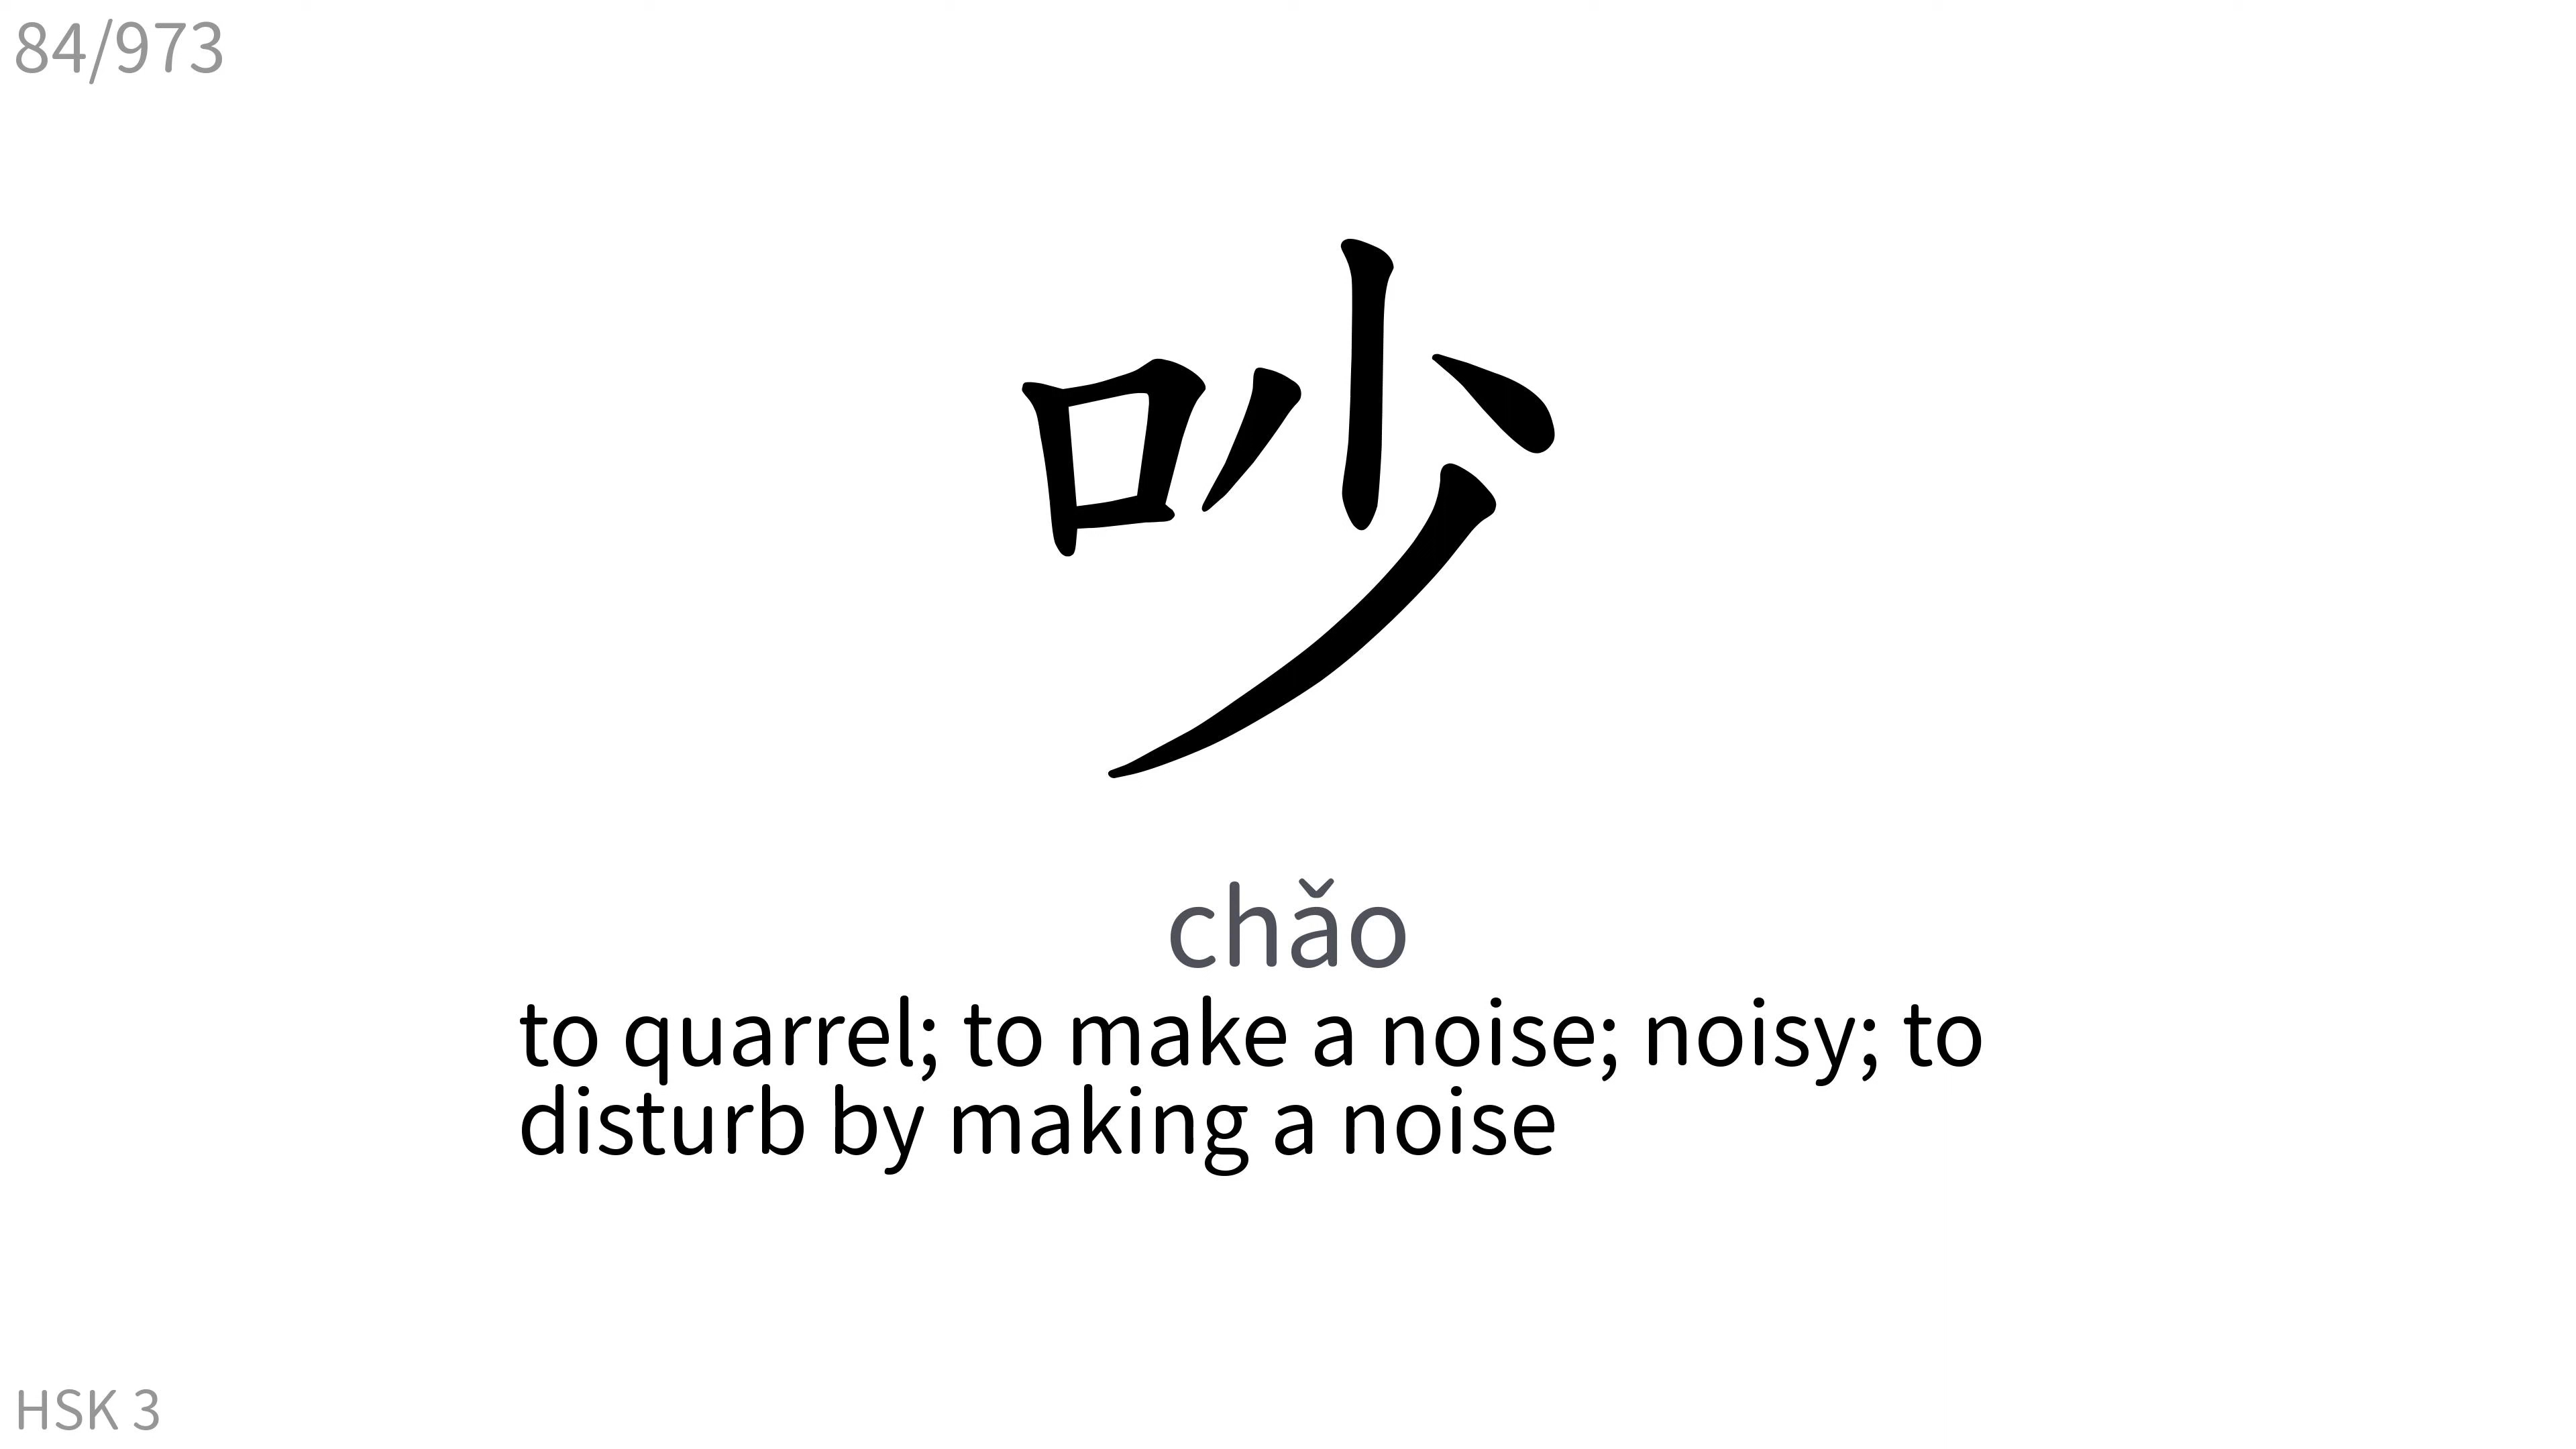 84/973
吵
chǎo
to quarrel; to make a noise; noisy; to
disturb by making a noise
HSK 3